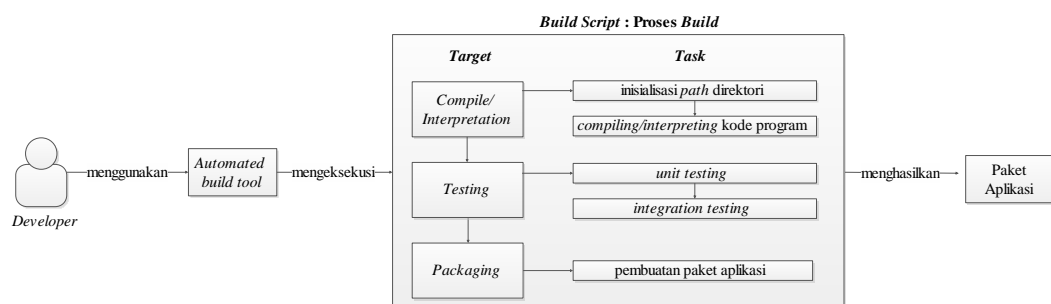 Build Script : Proses Build
Target
Task
Compile/
Interpretation
inisialisasi path direktori
compiling/interpreting kode program
Developer
menggunakan
Automated
build tool
mengeksekusi
Testing
unit testing
integration testing
menghasilkan
Paket
Aplikasi
Packaging
pembuatan paket aplikasi